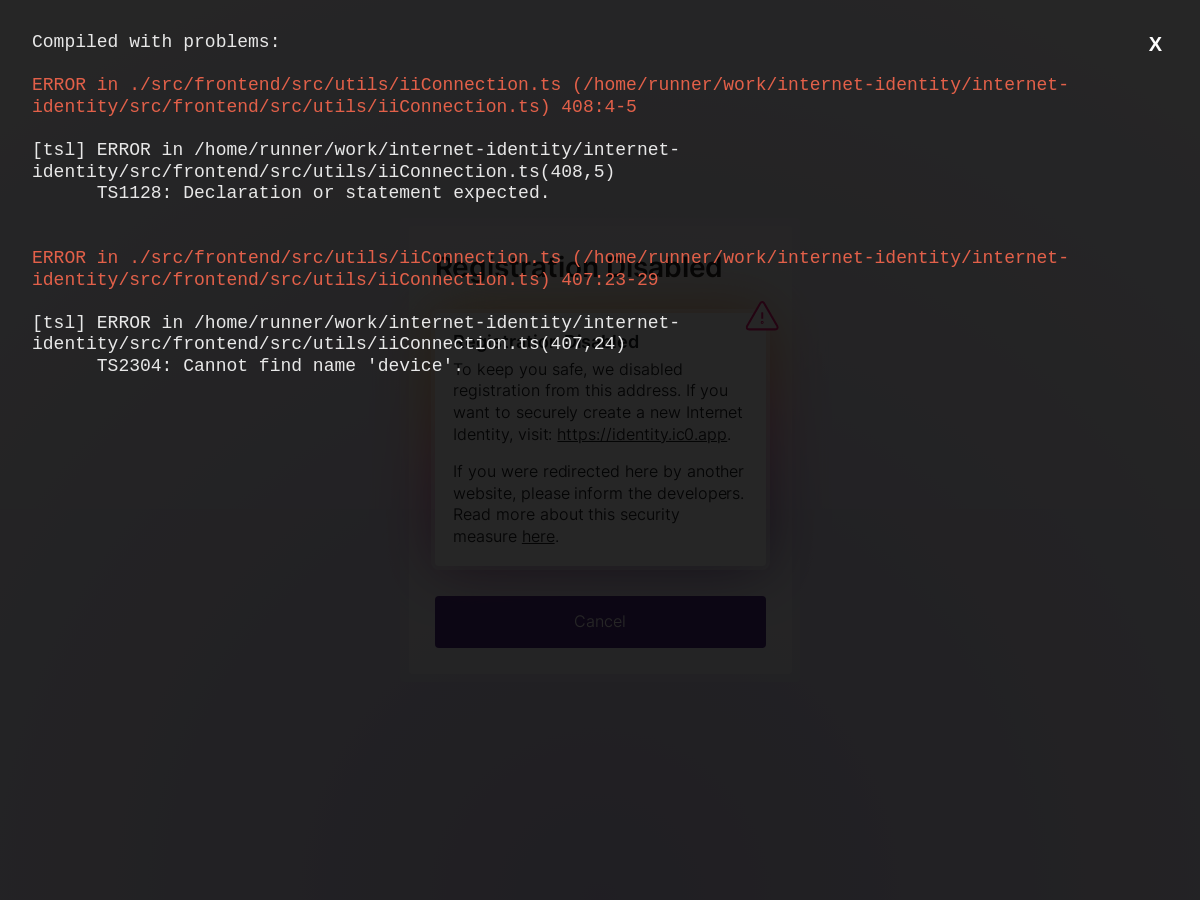 Compiled with problems:
X
ERROR in ./src/frontend/src/utils/iiConnection.ts (/home/runner/work/internet-identity/internet-
identity/src/frontend/src/utils/iiConnection.ts) 408:4-5
[tsl] ERROR in /home/runner/work/internet-identity/internet-
identity/src/frontend/src/utils/iiConnection.ts(408,5)
TS1128: Declaration or statement expected.
ERROR in ./src/frontend/src/utils/iiConnection.ts (/home/runner/work/internet-identity/internet-
identity/src/frontend/src/utils/iiConnection.ts) 407:23-29
[tsl] ERROR in /home/runner/work/internet-identity/internet-
identity/src/frontend/src/utils/iiConnection.ts(407,24)
TS2304: Cannot find name 'device'.
Registration Disabled
Registration Disabled
To keep you safe, we disabled
registration from this address. If you
want to securely create a new Internet
Identity, visit: https://identity.ic0.app.
If you were redirected here by another
website, please inform the developers.
Read more about this security
measure here.
Cancel